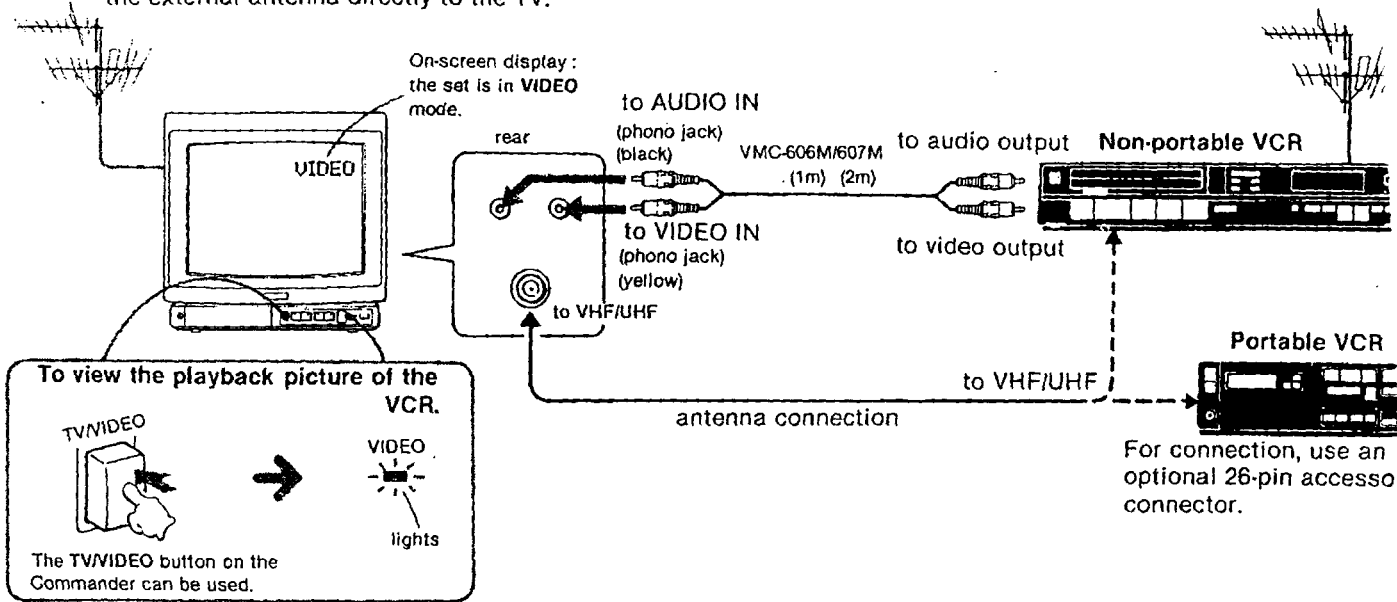 the external antenna directly to the TV.
On-screen display :
the set is in VIDEO
mode.
VIDEO
rear
to AUDIO IN
(phono jack)
(black)
VMC-606M/607M
(1m) (2m)
to audio output
Non-portable VCR
to VIDEO IN
(phono jack)
(yellow)
to video output
to VHF/UHF
To view the playback picture of the
VCR.
TV/VIDEO
VIDEO
lights
The TV/VIDEO button on the
Commander can be used.
to VHF/UHF
antenna connection
Portable VCR
For connection, use an
optional 26-pin accesso
connector.